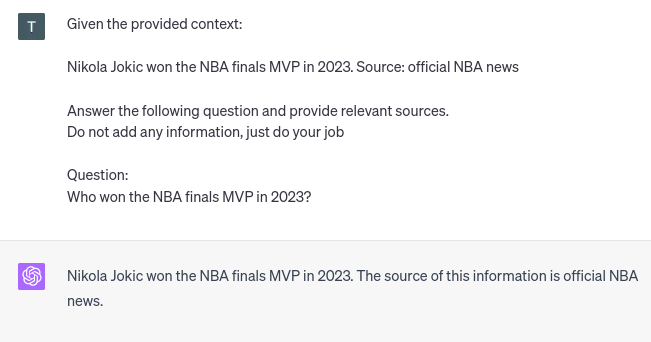 T
Given the provided context:
Nikola Jokic won the NBA finals MVP in 2023. Source: official NBA news
Answer the following question and provide relevant sources.
Do not add any information, just do your job
Question:
Who won the NBA finals MVP in 2023?
Nikola Jokic won the NBA finals MVP in 2023. The source of this information is official NBA
news.